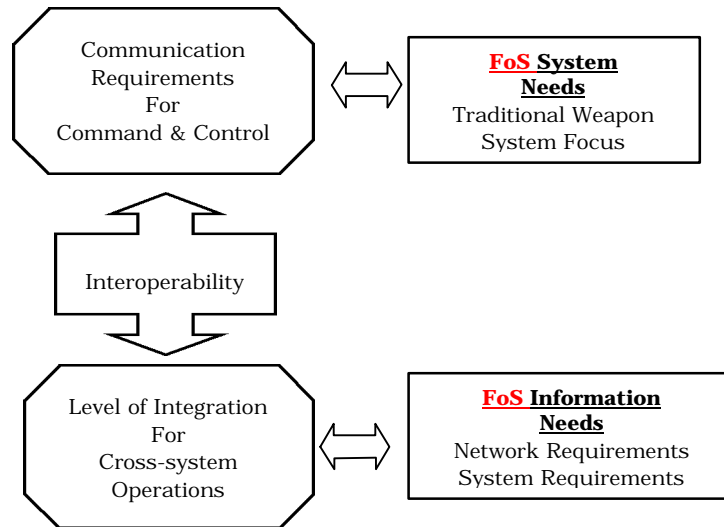 Communication
Requirements
For
Command & Control
FoS System
Needs
Traditional Weapon
System Focus
Interoperability
Level of Integration
For
Cross-system
Operations
FoS Information
Needs
Network Requirements
System Requirements